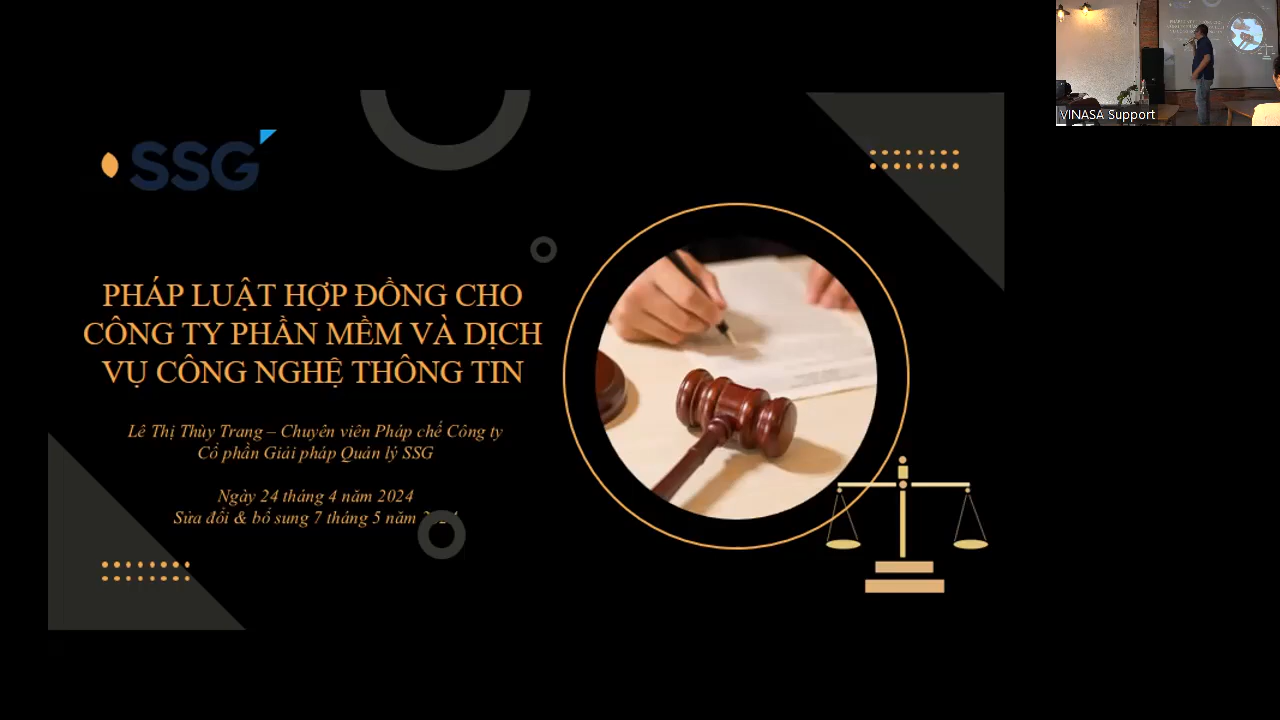 SSG
PHÁP LUẬT HỢP ĐỒNG CHO
CÔNG TY PHẦN MỀM VÀ DỊCH
VỤ CÔNG NGHỆ THÔNG TIN
Lê Thị Thùy Trang – Chuyên viên Pháp chế Công ty
Cổ phần Giải pháp Quản lý SSG
Ngày 24 tháng 4 năm 2024
Sửa đổi & bổ sung 7 tháng 5 năm
VINASA Support